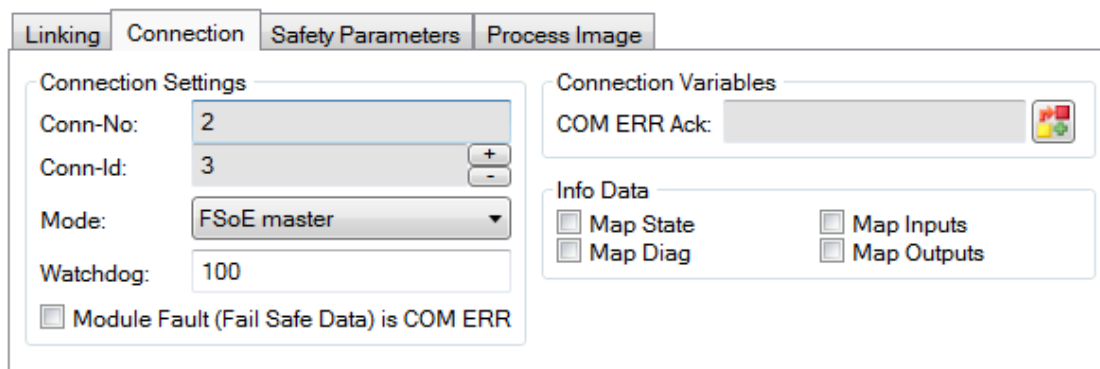 Linking Connection Safety Parameters Process Image
Connection Settings
Conn-No: 2
Conn-Id: 3
+
-
Mode: FSoE master
Watchdog: 100
Module Fault (Fail Safe Data) is COM ERR
Connection Variables
COM ERR Ack:
Info Data
Map State Map Inputs
Map Diag Map Outputs